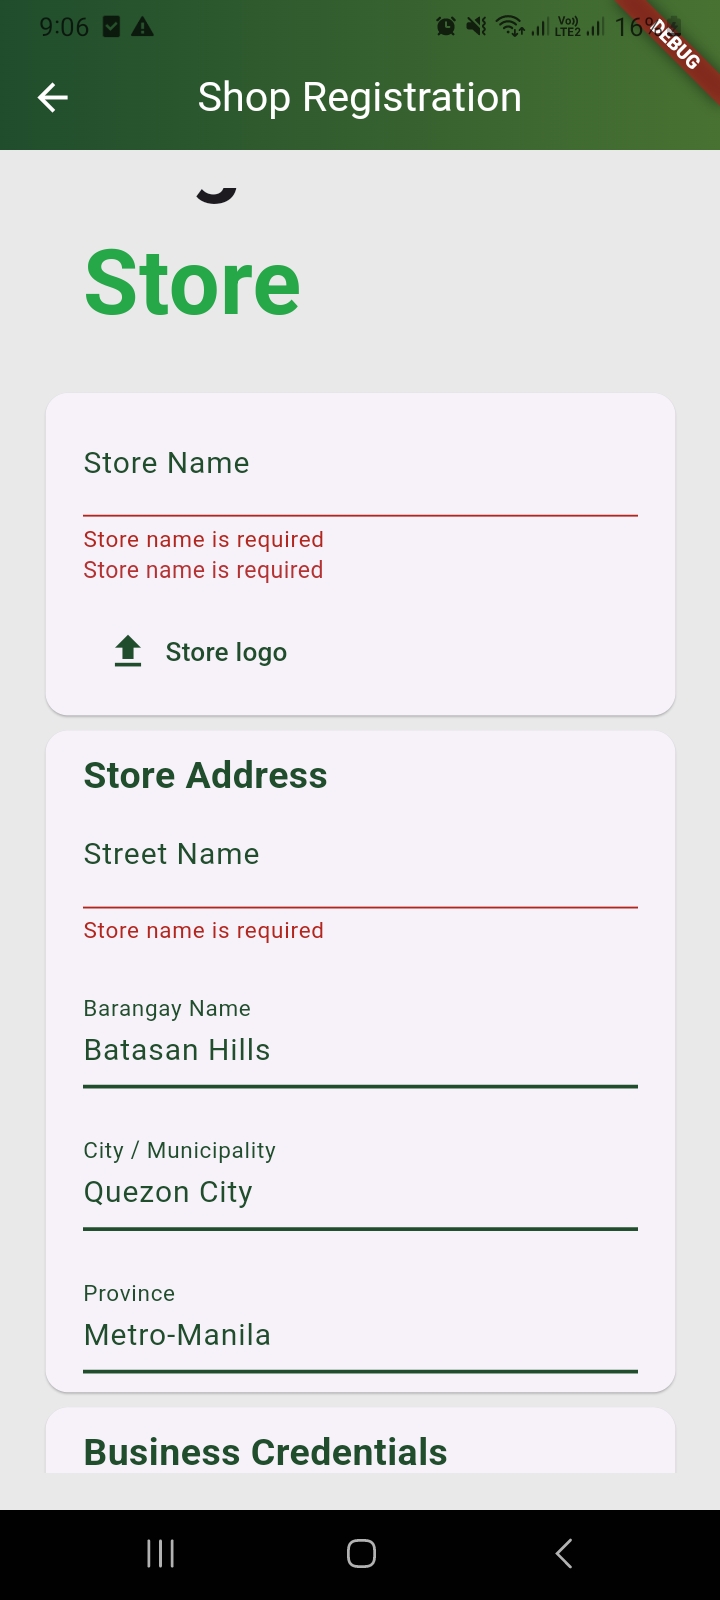 9:06
Vo))
LTE2
16%
DEBUG
Shop Registration
Store
Store Name
Store name is required
Store name is required
Store logo
Store Address
Street Name
Store name is required
Barangay Name
Batasan Hills
City / Municipality
Quezon City
Province
Metro-Manila
Business Credentials